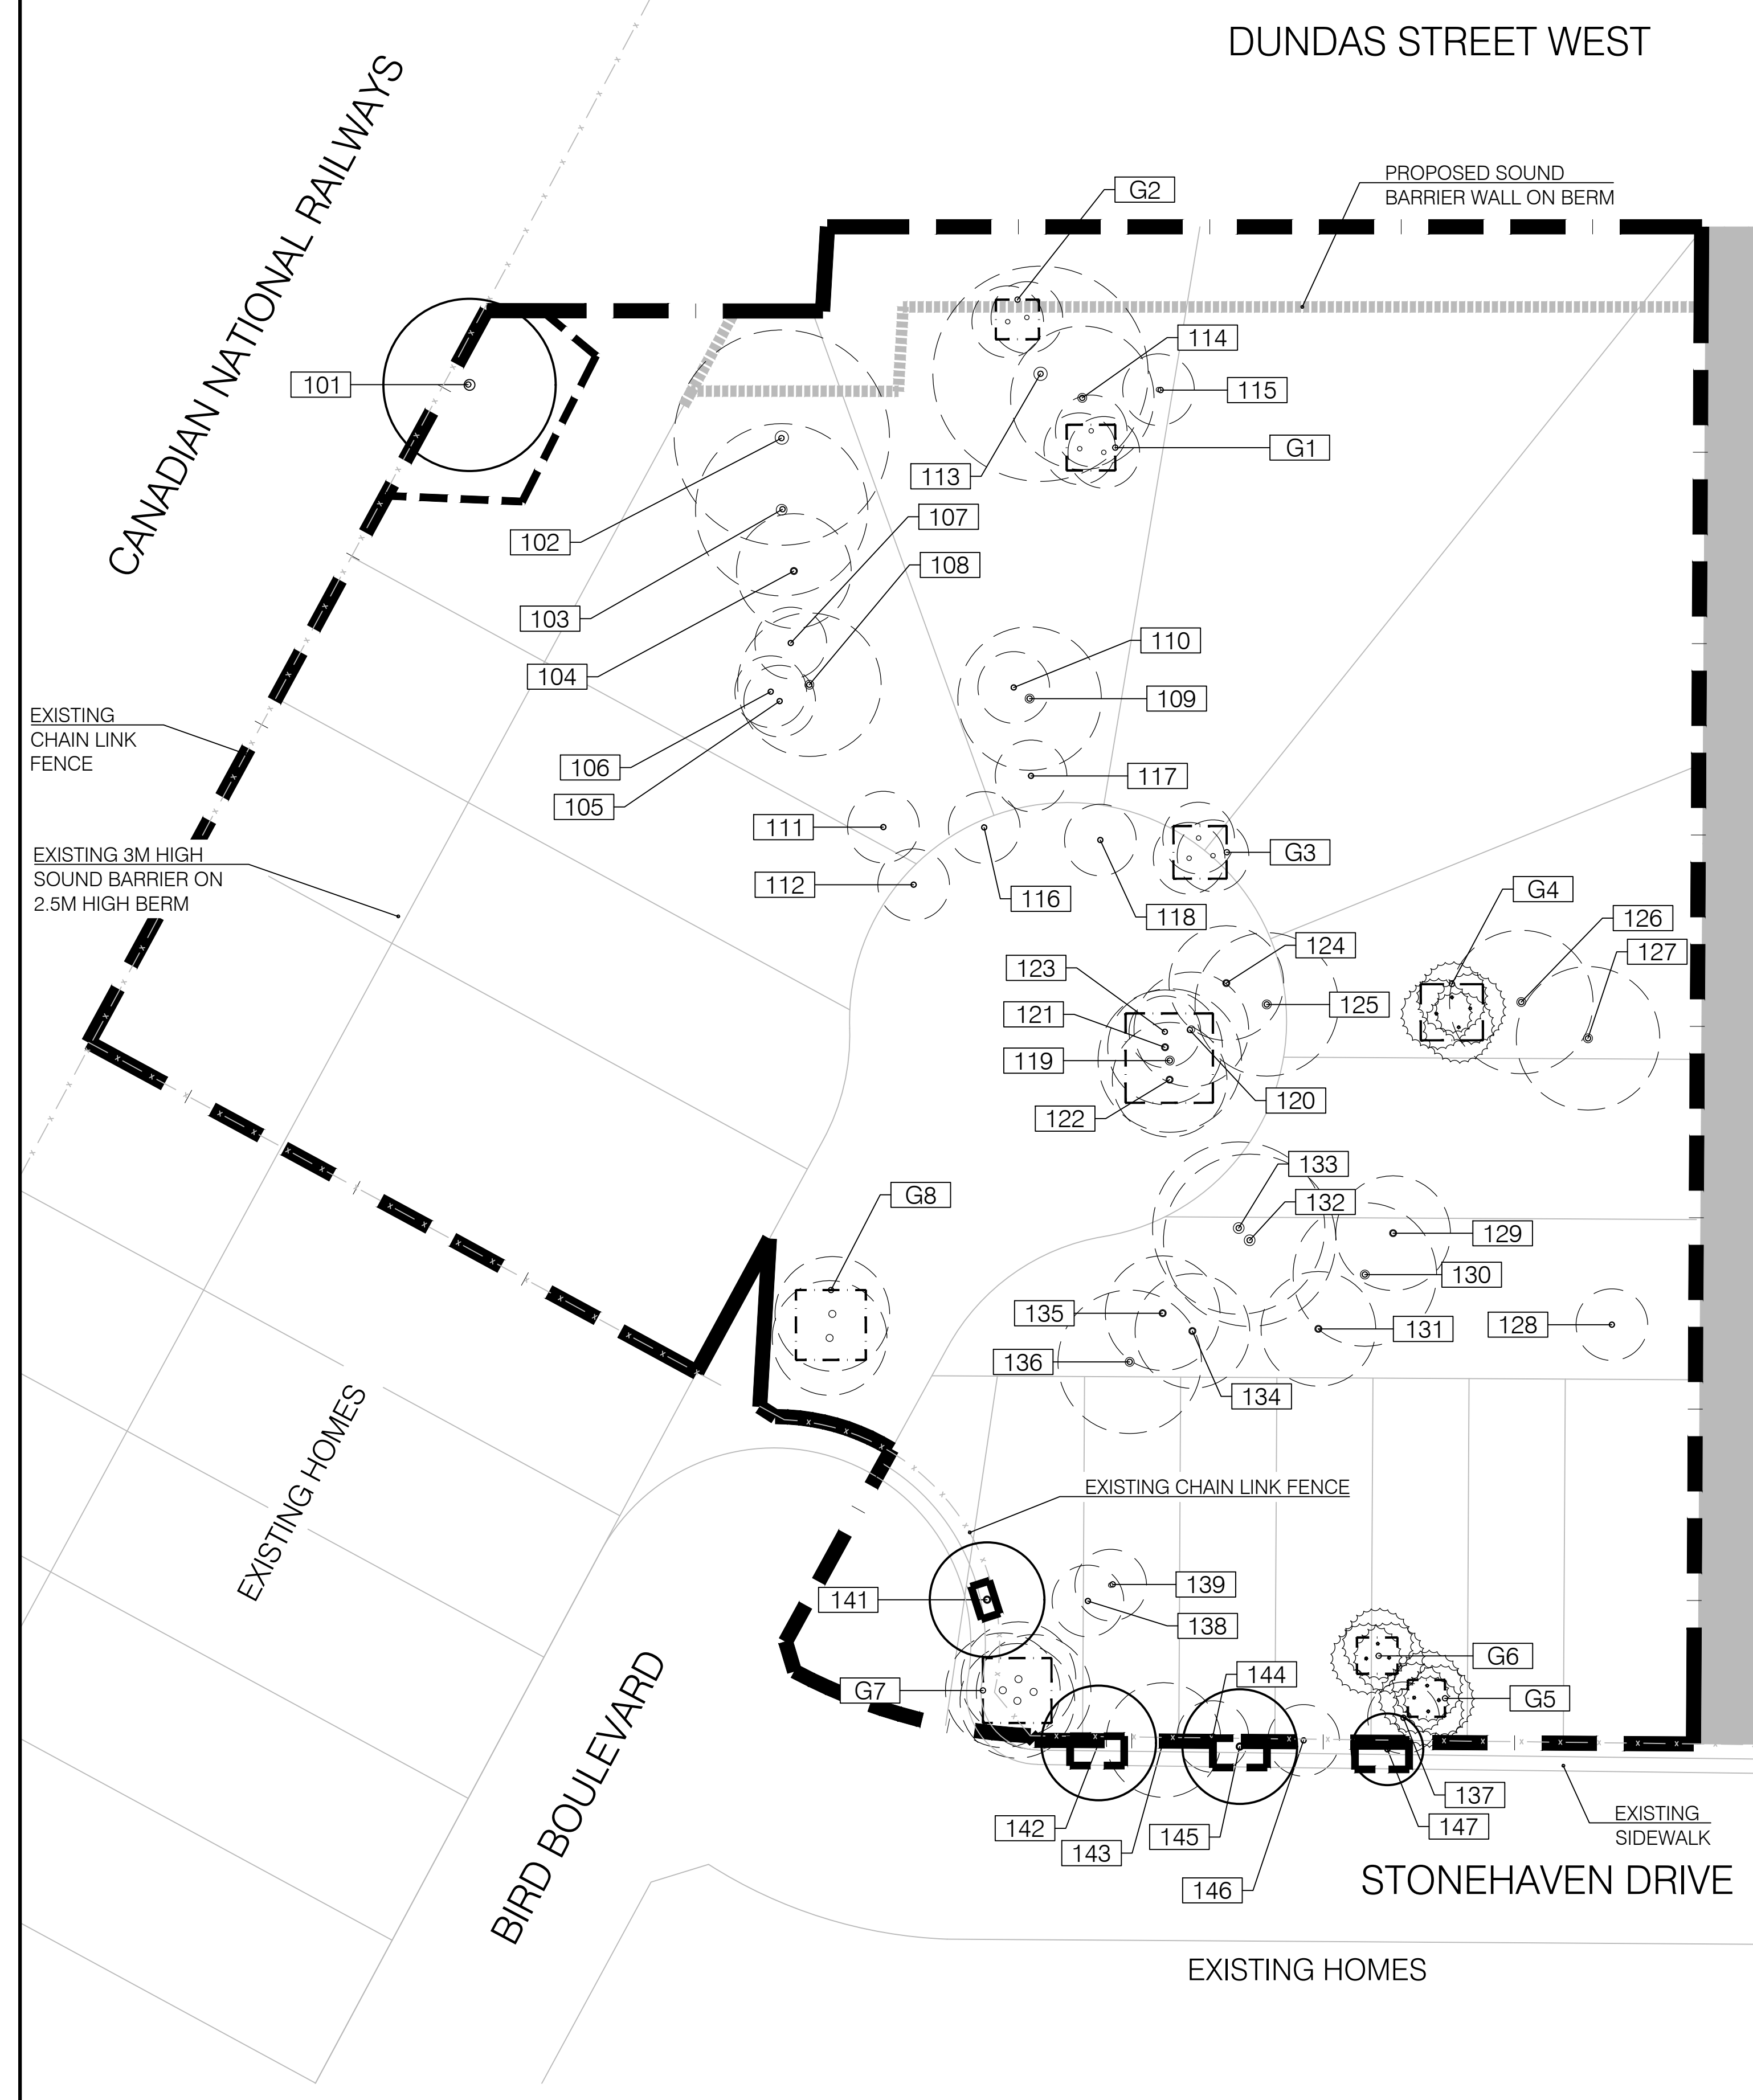 DUNDAS STREET WEST
CANADIAN NATIONAL RAILWAYS
PROPOSED SOUND
BARRIER WALL ON BERM
G2
114
101
115
G1
113
107
102
108
103
110
104
109
EXISTING
CHAIN LINK
FENCE
106
117
105
111
G3
EXISTING 3M HIGH
SOUND BARRIER ON
2.5M HIGH BERM
112
116
G4
118
126
124
127
123
125
121
119
120
122
133
G8
132
129
130
135
128
131
136
134
EXISTING HOMES
EXISTING CHAIN LINK FENCE
139
141
138
G6
144
G7
G5
BIRD BOULEVARD
137
142
147
EXISTING
SIDEWALK
145
143
STONEHAVEN DRIVE
146
EXISTING HOMES